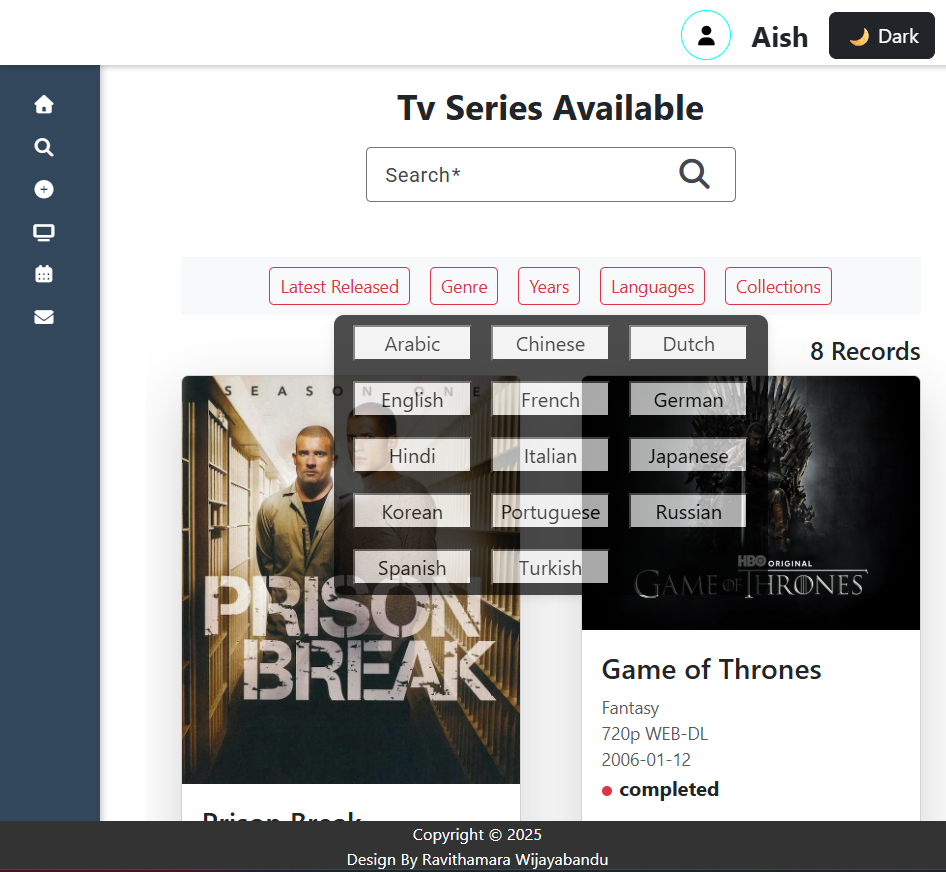 Aish
🌙 Dark
Tv Series Available
Search*
Latest Released Genre Years Languages Collections
Arabic Chinese Dutch
8 Records
SEASON ONE
English French German
Hindi Italian Japanese
Korean Portuguese Russian
Spanish Turkish
PRISON
BREAK
HBO ORIGINAL
GAME OF THRONES
Game of Thrones
Fantasy
720p WEB-DL
2006-01-12
completed
Prison Break
Copyright © 2025
Design By Ravithamara Wijayabandu